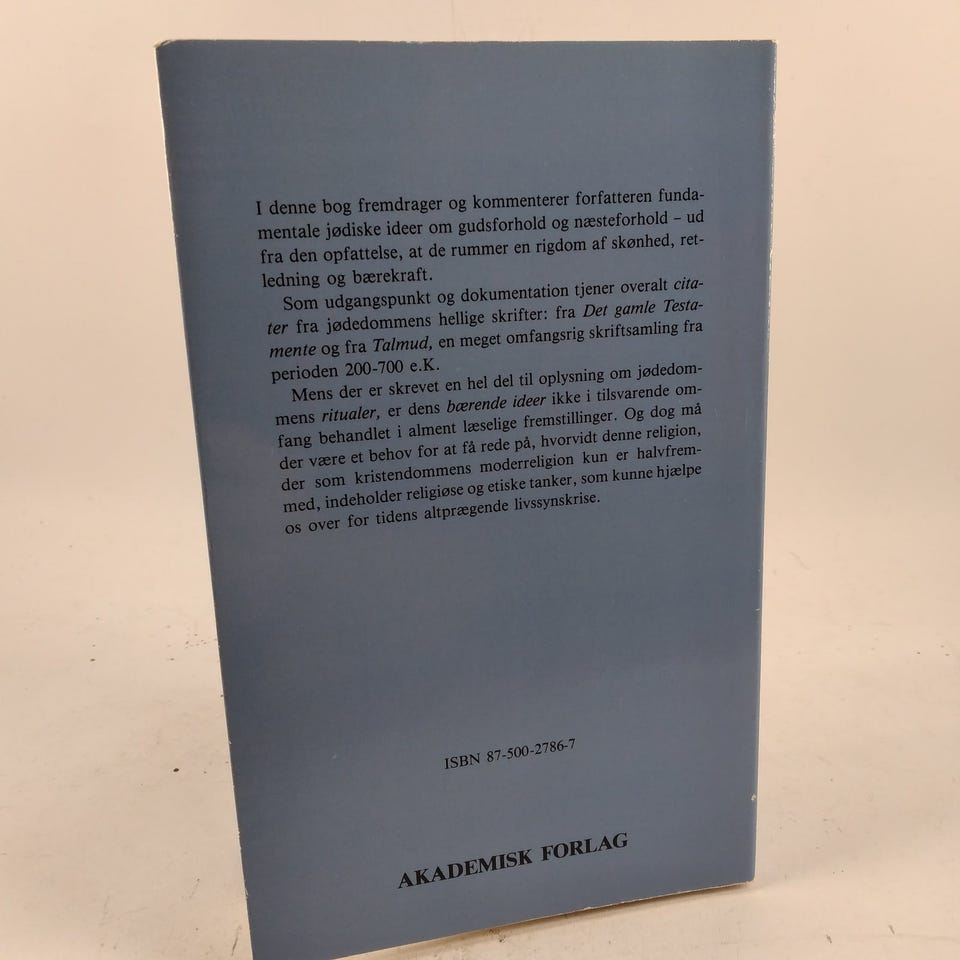 I denne bog fremdrager og kommenterer forfatteren funda-
mentale jødiske ideer om gudsforhold og næsteforhold – ud
fra den opfattelse, at de rummer en rigdom af skønhed, ret-
ledning og bærekraft.
Som udgangspunkt og dokumentation tjener overalt cita-
ter fra jødedommens hellige skrifter: fra Det gamle Testa-
mente og fra Talmud, en meget omfangsrig skriftsamling fra
perioden 200-700 e.K.
Mens der er skrevet en hel del til oplysning om jødedom-
mens ritualer, er dens bærende ideer ikke i tilsvarende om-
fang behandlet i alment læselige fremstillinger. Og dog må
der være et behov for at få rede på, hvorvidt denne religion,
der som kristendommens moderreligion kun er halvfrem-
med, indeholder religiøse og etiske tanker, som kunne hjælpe
os over for tidens altprægende livssynskrise.
ISBN 87-500-2786-7
AKADEMISK FORLAG